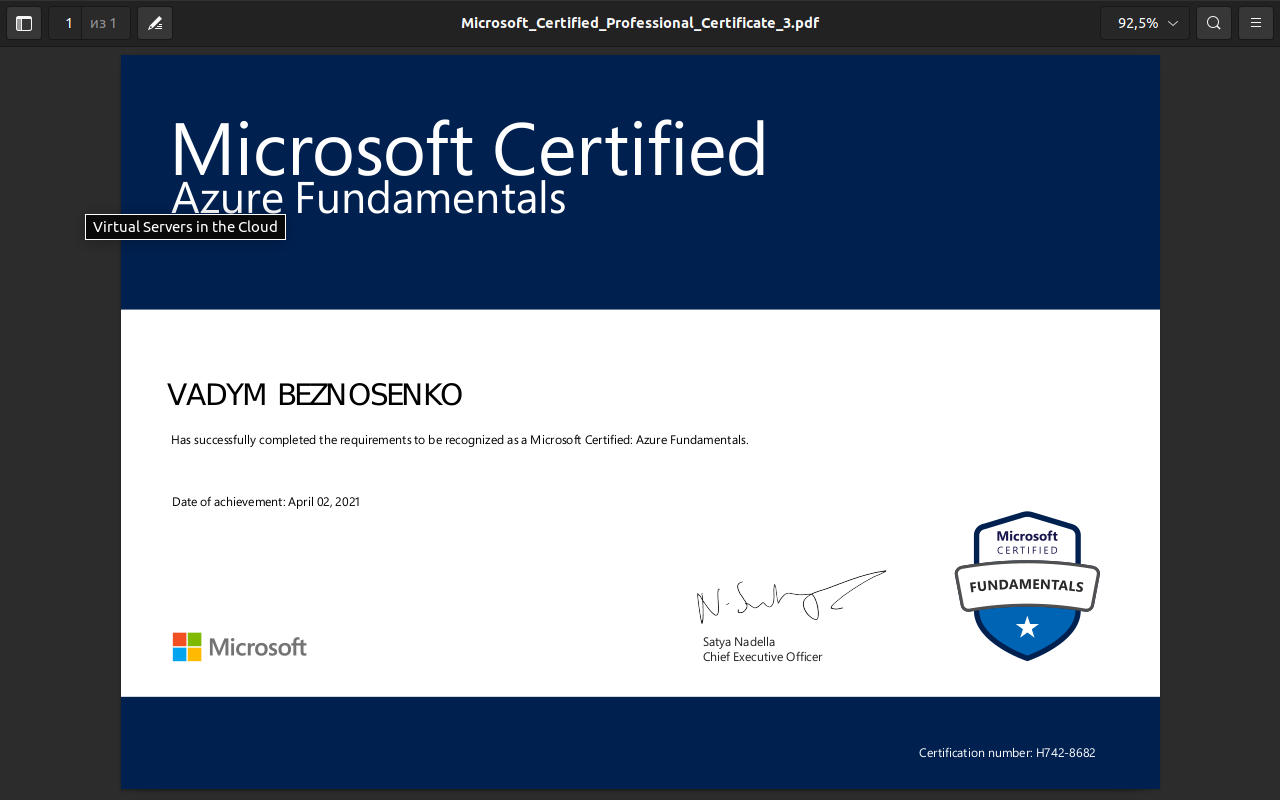 1 из 1 Microsoft_Certified_Professional_Certificate_3.pdf 92,5%
Microsoft Certified
Azure Fundamentals
Virtual Servers in the Cloud
VADYM BEZNOSENKO
Has successfully completed the requirements to be recognized as a Microsoft Certified: Azure Fundamentals.
Date of achievement: April 02, 2021
Microsoft
CERTIFIED
FUNDAMENTALS
Satya Nadella
Chief Executive Officer
Microsoft
Certification number: H742-8682